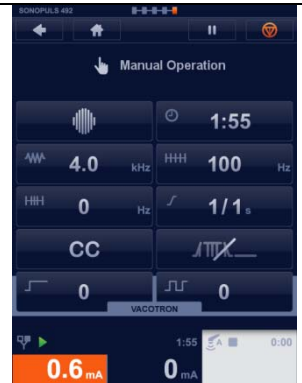 SONOPULS 492
Manual Operation
1:55
4.0 kHz 100 Hz
0 Hz 1/1 s
CC
0 0
VACOTRON
1:55 A 0:00
0.6 mA 0 mA